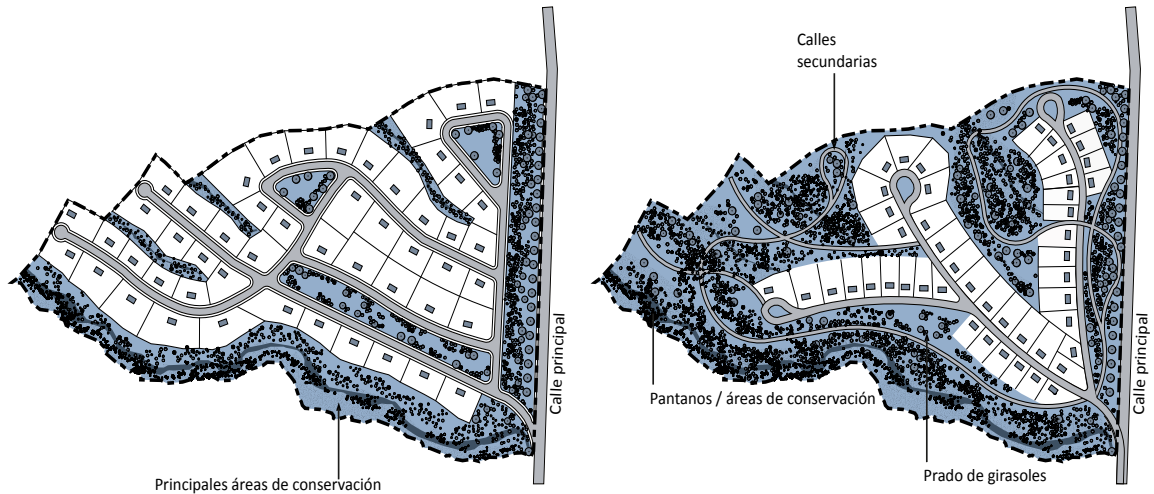 Calles
secundarias
Calle principal
Calle principal
Pantanos / áreas de conservación
Prado de girasoles
Principales áreas de conservación